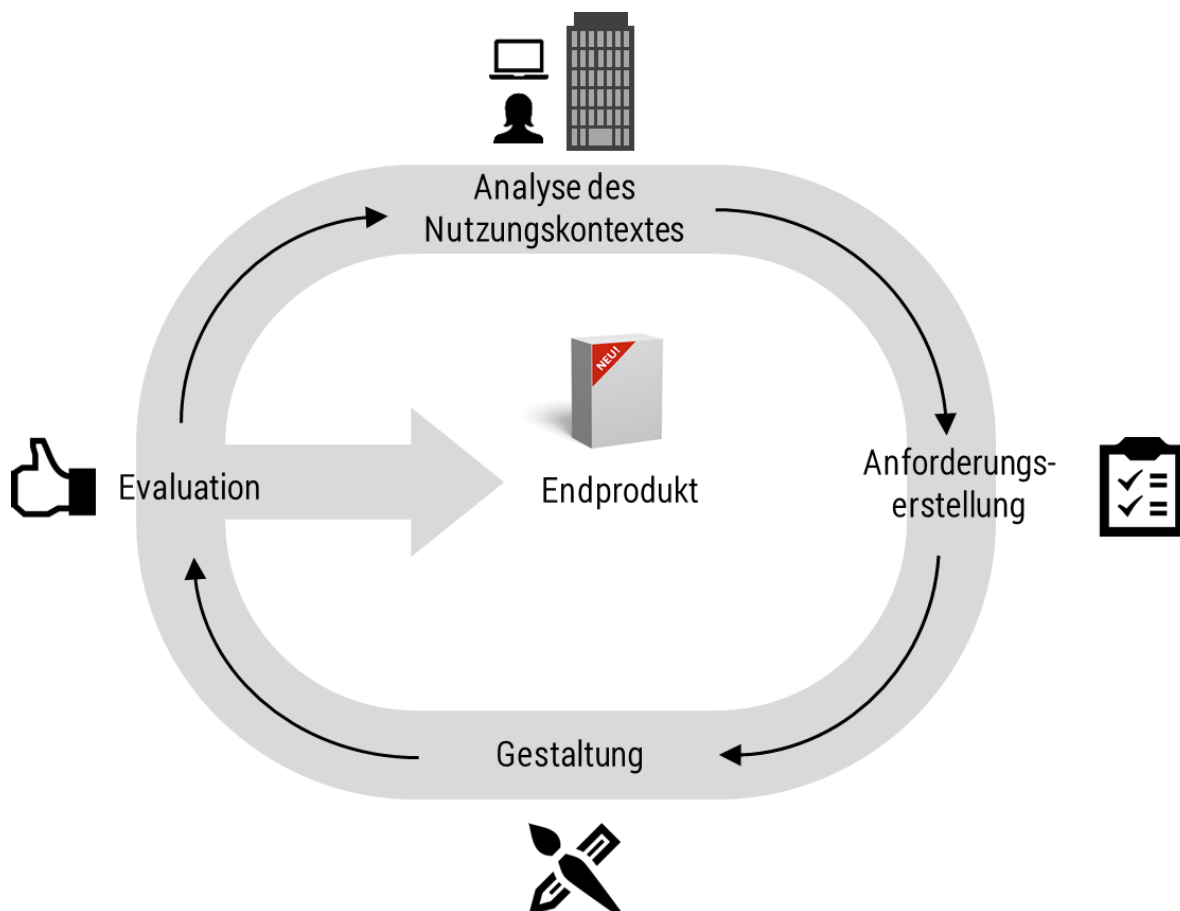 Analyse des
Nutzungskontextes
NEU!
Evaluation
Endprodukt
Anforderungs-
erstellung
Gestaltung